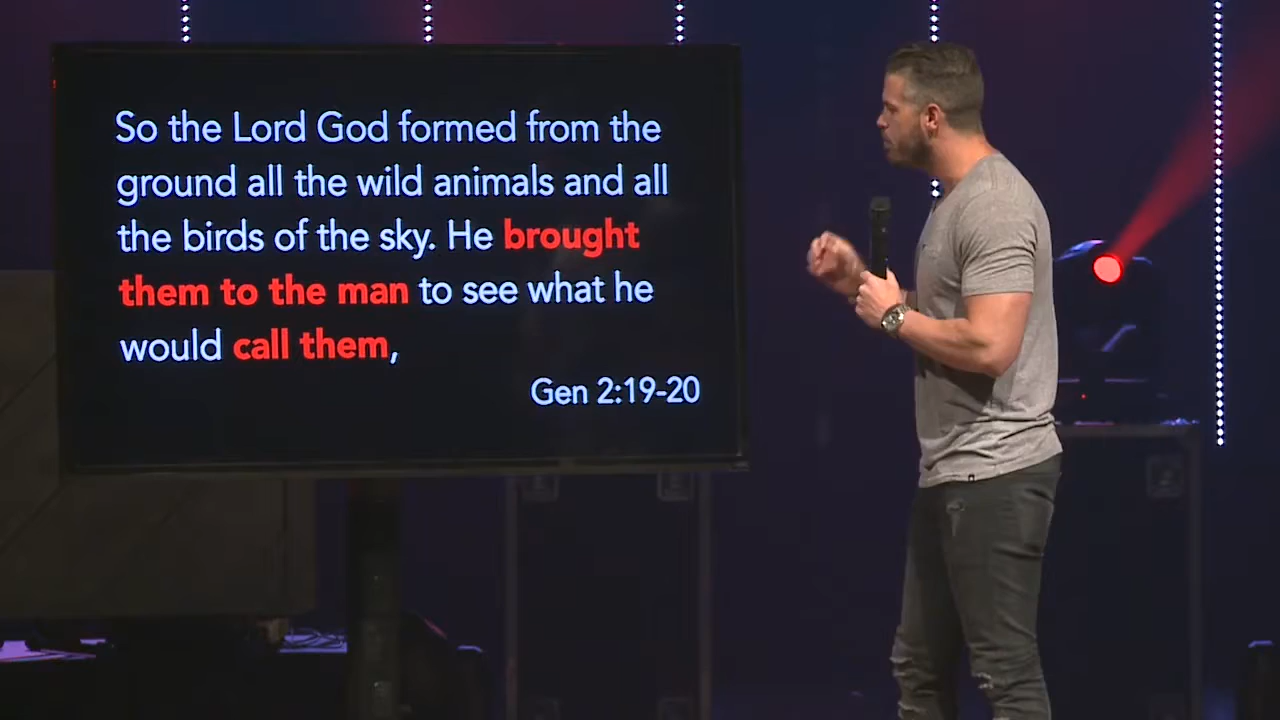 So the Lord God formed from the
ground all the wild animals and all
the birds of the sky. He brought
them to the man to see what he
would call them,
Gen 2:19-20